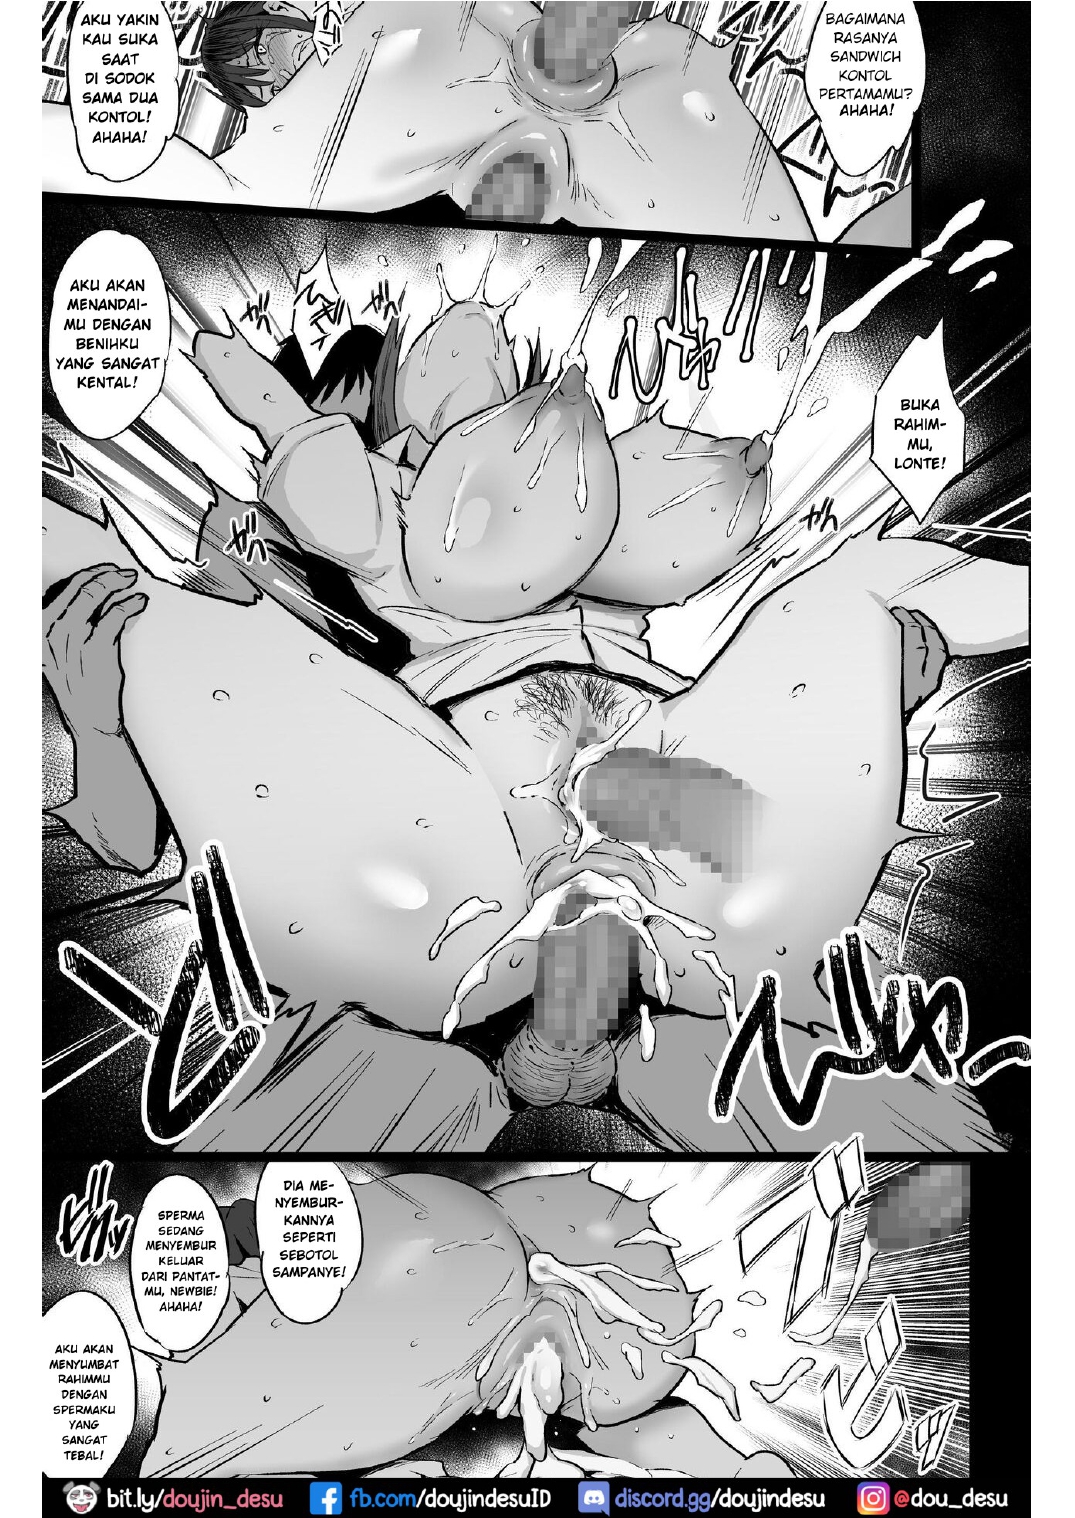 AKU YAKIN
KAU SUKA
SAAT
DI SODOK
SAMA DUA
KONTOL!
AHAHA!
BAGAIMANA
RASANYA
SANDWICH
KONTOL
PERTAMAMU?
AHAHA!
AKU AKAN
MENANDAI-
MU DENGAN
BENIHKU
YANG SANGAT
KENTAL!
BUKA
RAHIM-
MU,
LONTE!
DIA ME-
NYEMBUR-
KANNYA
SEPERTI
SEBOTOL
SAMPANYE!
SPERMA
SEDANG
MENYEMBUR
KELUAR
DARI PANTAT-
MU, NEWBIE!
AHAHA!
AKU AKAN
MENYUMBAT
RAHIMMU
DENGAN
SPERMAKU
YANG
SANGAT
TEBAL!
bit.ly/doujin_desu fb.com/doujindesuID discord.gg/doujindesu @dou_desu